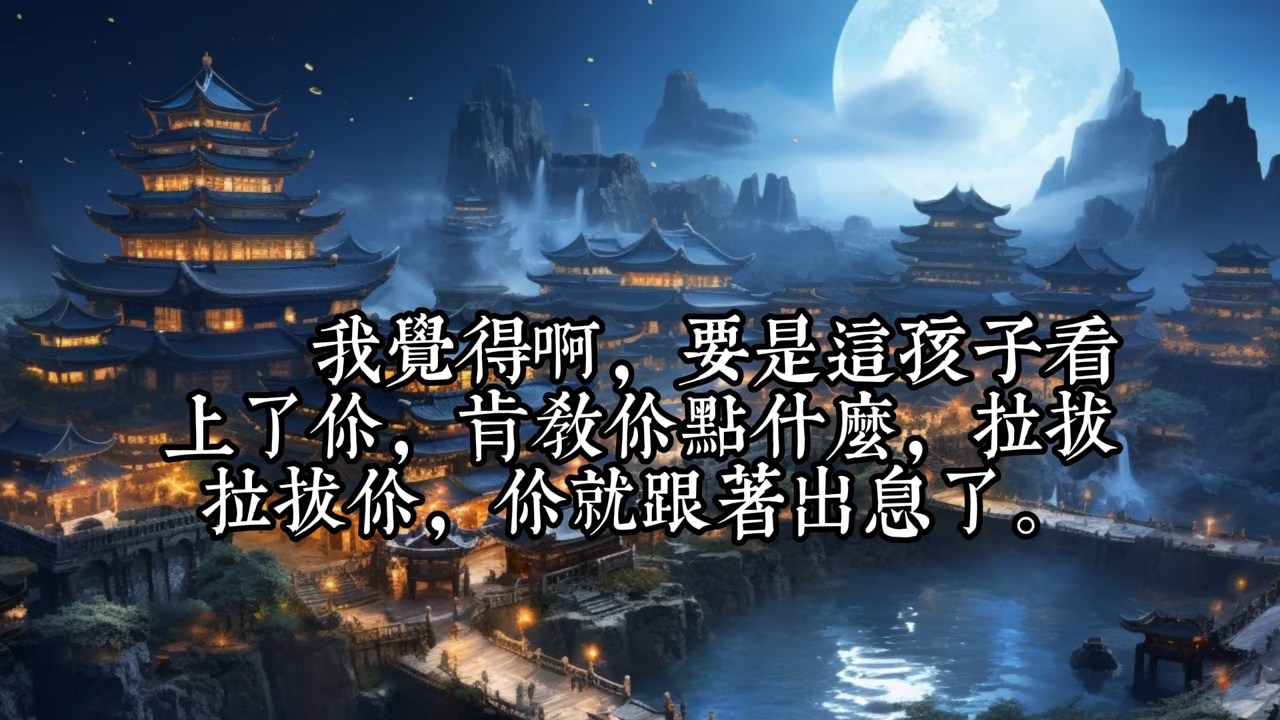 我覺得啊，要是這孩子看
上了你，肯教你點什麼，拉拔
拉拔你，你就跟著出息了。